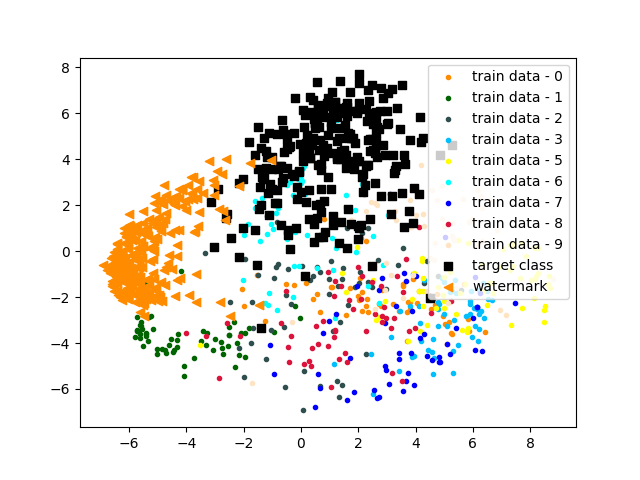 8
6
4
2
0
−2
−4
−6
−6
−4
−2
0
2
4
6
8
train data - 0
train data - 1
train data - 2
train data - 3
train data - 5
train data - 6
train data - 7
train data - 8
train data - 9
target class
watermark